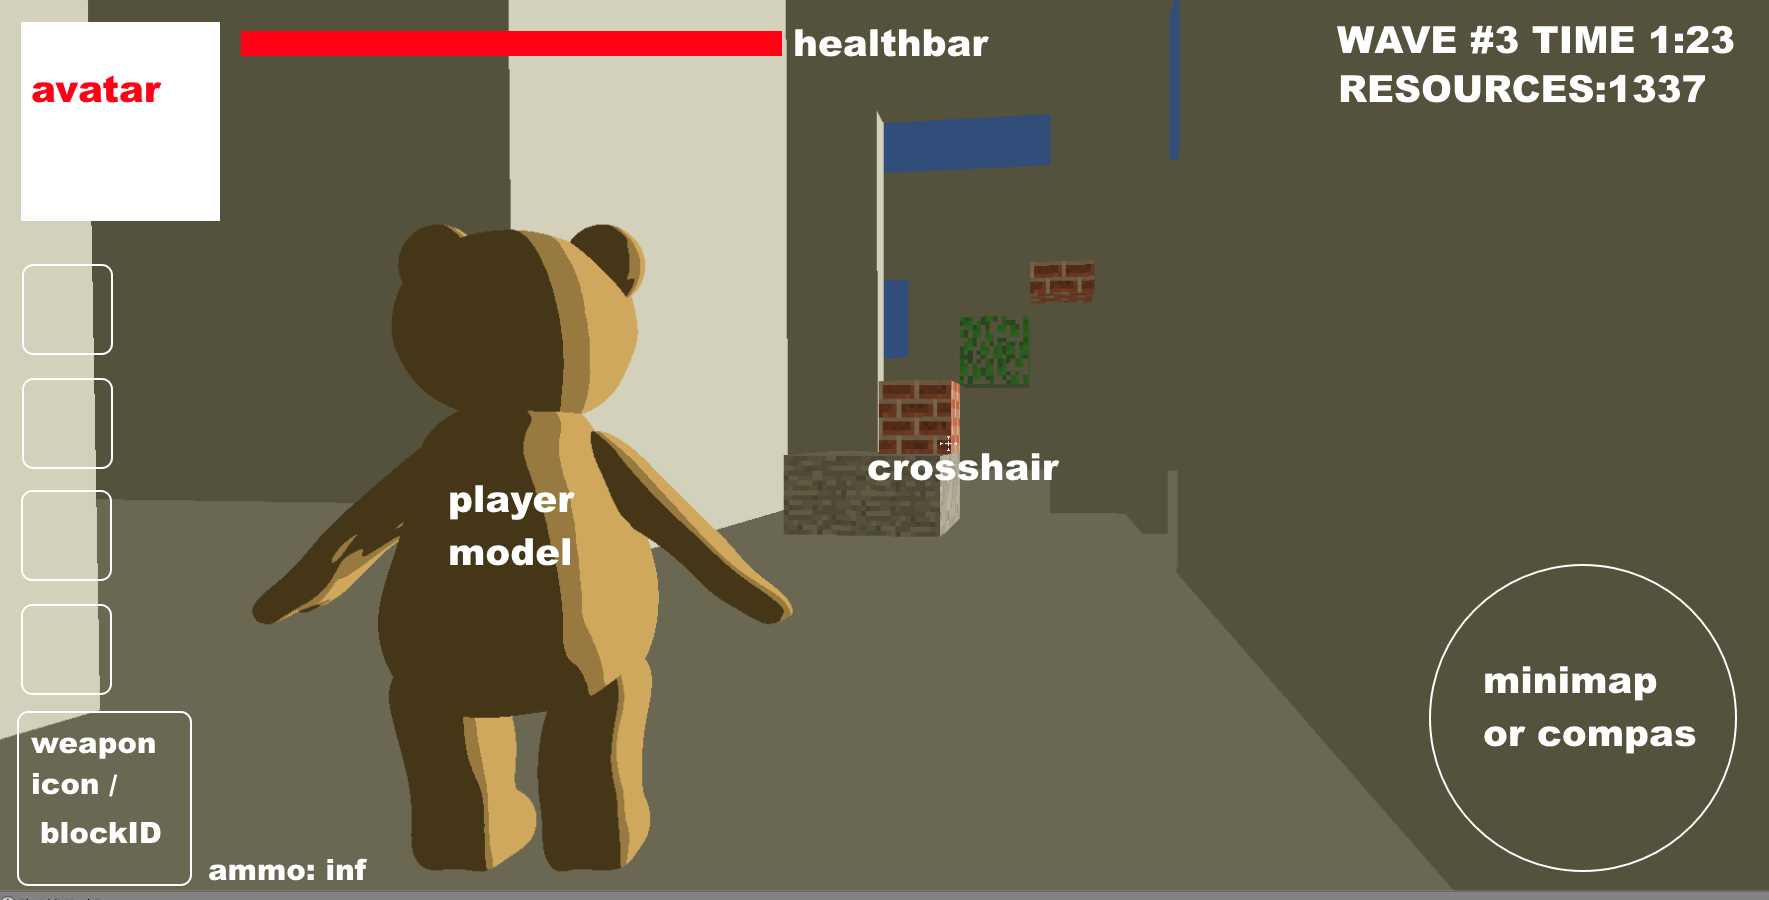 avatar
healthbar
WAVE #3 TIME 1:23
RESOURCES:1337
crosshair
player
model
minimap
or compas
weapon
icon /
blockID
ammo: inf